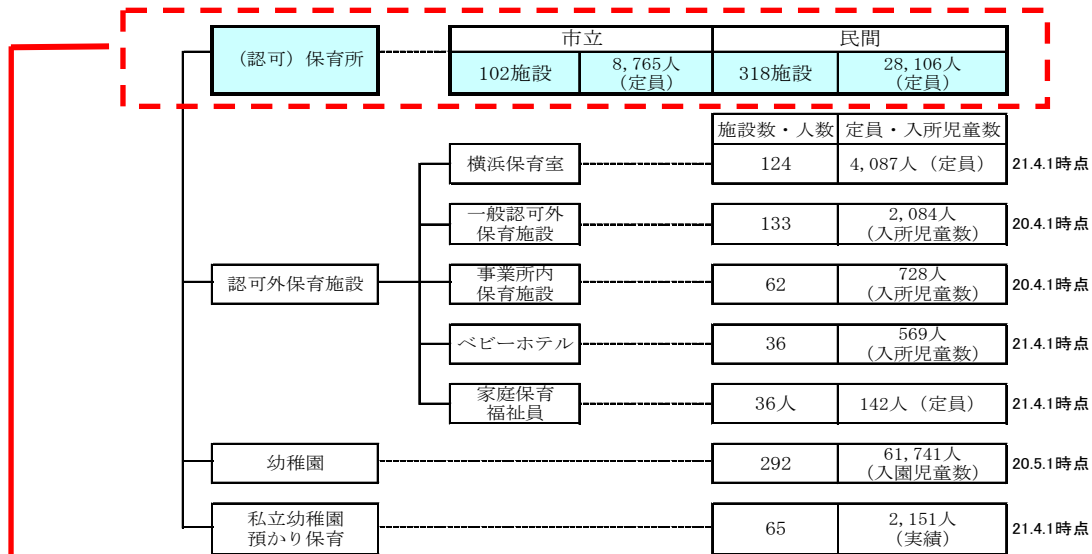 市立 民間
(認可) 保育所 102施設 8,765人 (定員) 318施設 28,106人 (定員)
施設数・人数 定員・入所児童数
横浜保育室 124 4,087人 (定員) 21.4.1時点
一般認可外
保育施設 133 2,084人
(入所児童数) 20.4.1時点
認可外保育施設
事業所内
保育施設 62 728人
(入所児童数) 20.4.1時点
ベビーホテル 36 569人
(入所児童数) 21.4.1時点
家庭保育
福祉員 36人 142人 (定員) 21.4.1時点
幼稚園 292 61,741人
(入園児童数) 20.5.1時点
私立幼稚園
預かり保育 65 2,151人
(実績) 21.4.1時点